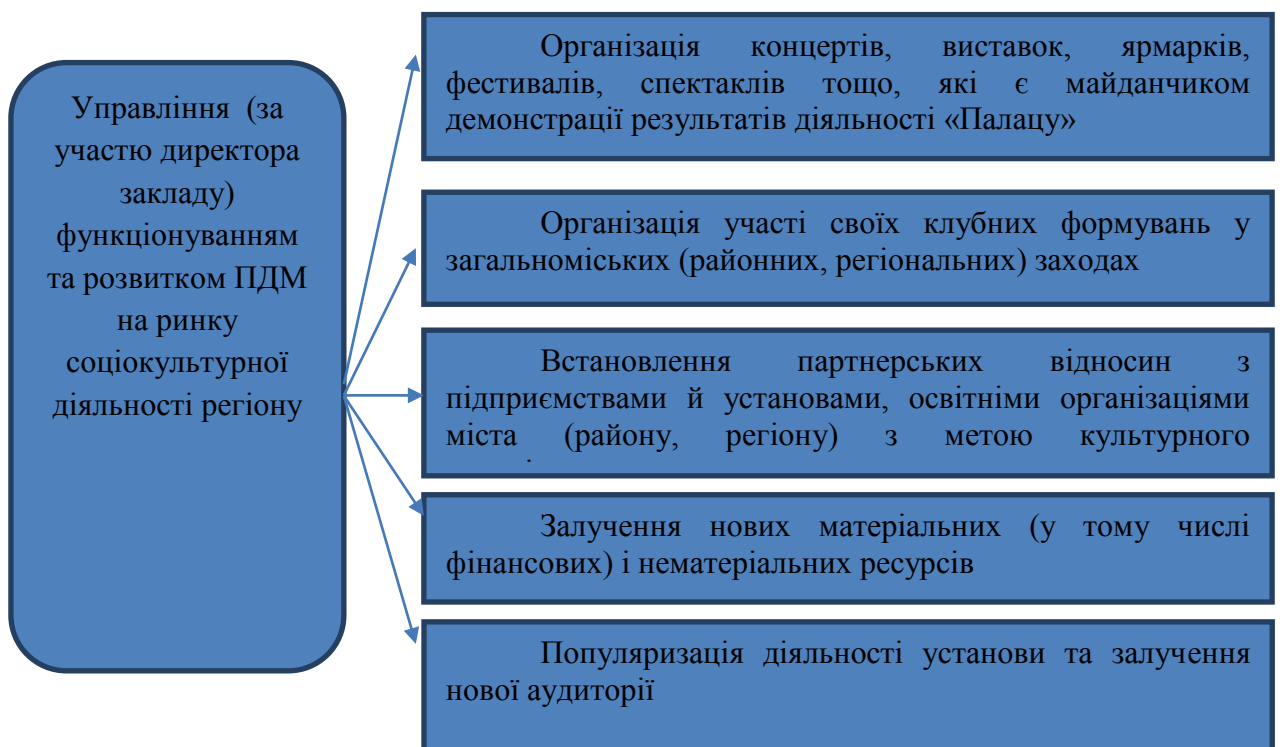 Управління (за
участю директора
закладу)
функціонуванням
та розвитком ПДМ
на ринку
соціокультурної
діяльності регіону
Організація концертів, виставок, ярмарків,
фестивалів, спектаклів тощо, які є майданчиком
демонстрації результатів діяльності «Палацу»
Організація участі своїх клубних формувань у
загальноміських (районних, регіональних) заходах
Встановлення партнерських відносин з
підприємствами й установами, освітніми організаціями
міста (району, регіону) з метою культурного
Залучення нових матеріальних (у тому числі
фінансових) і нематеріальних ресурсів
Популяризація діяльності установи та залучення
нової аудиторії